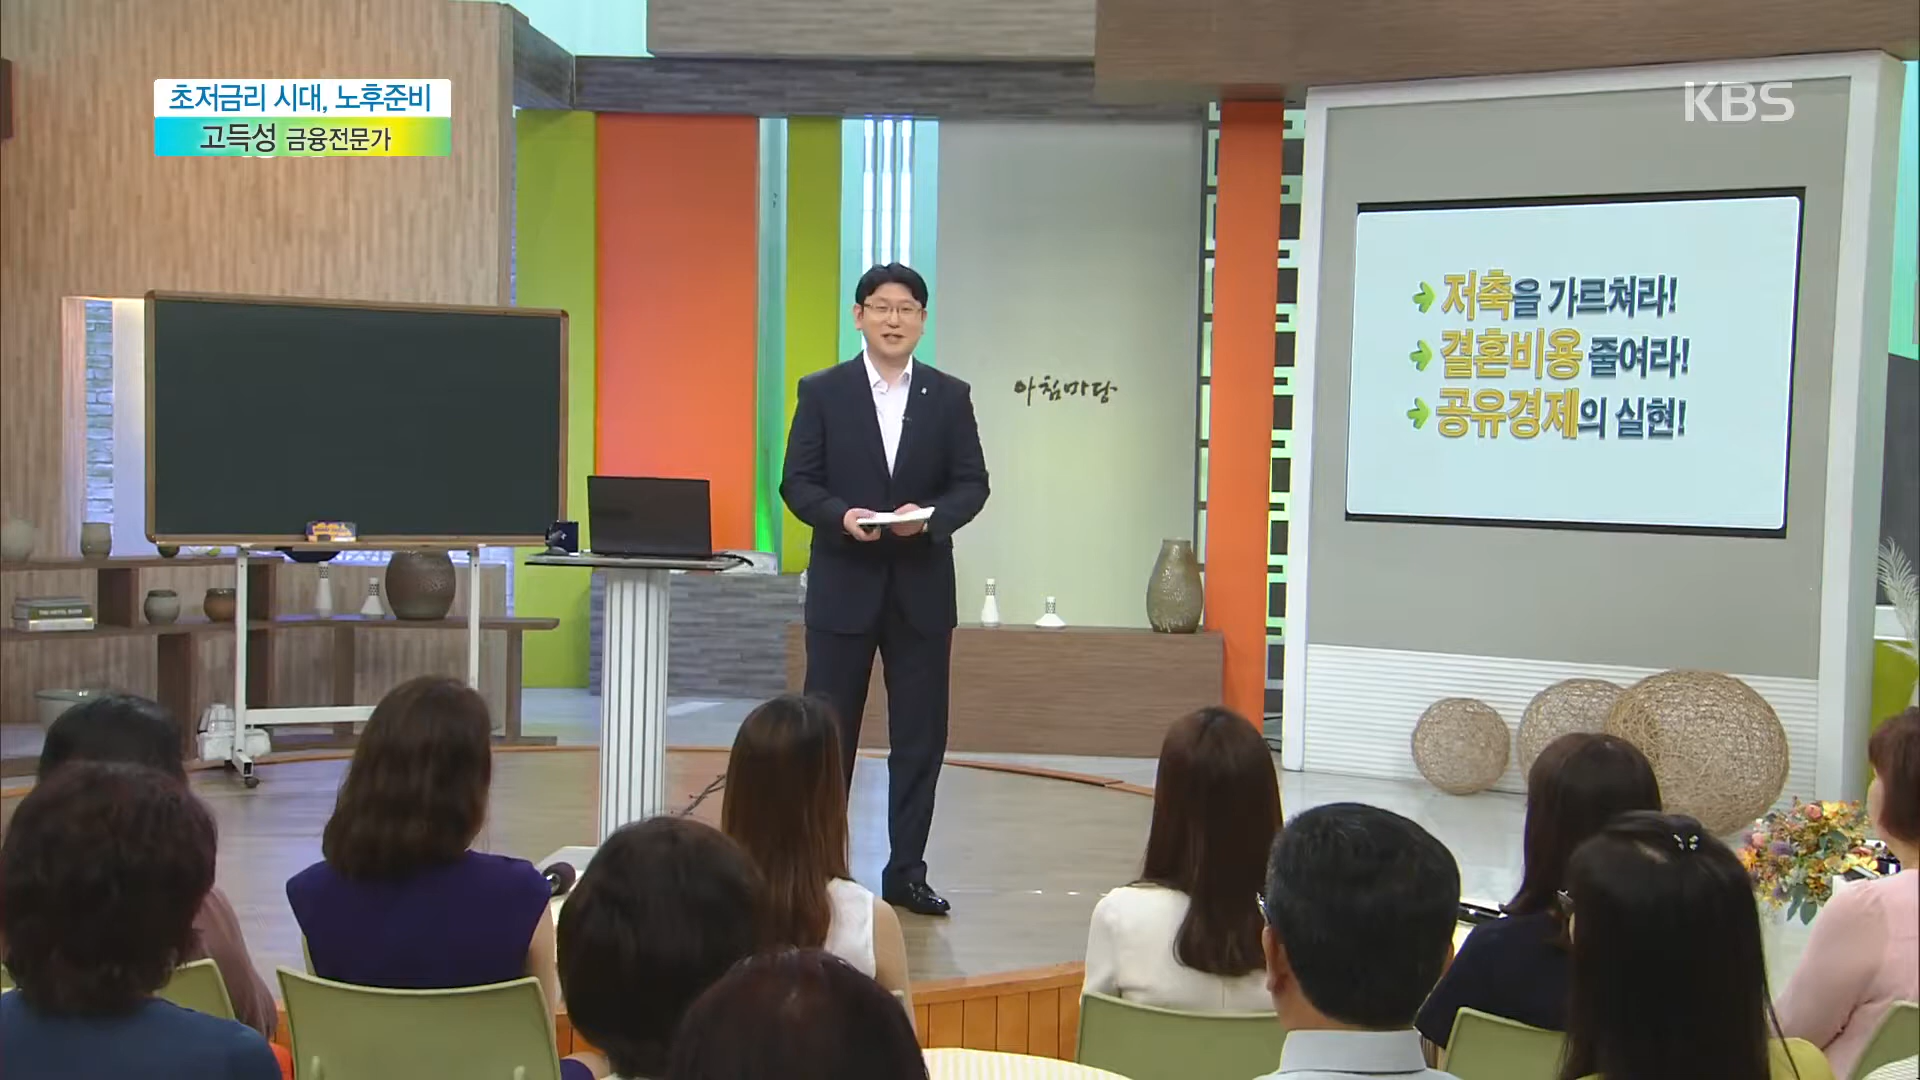 초저금리 시대, 노후준비
고득성 금융전문가
KBS
저축을 가르쳐라!
결혼비용 줄여라!
공유경제의 실현!
아침마당